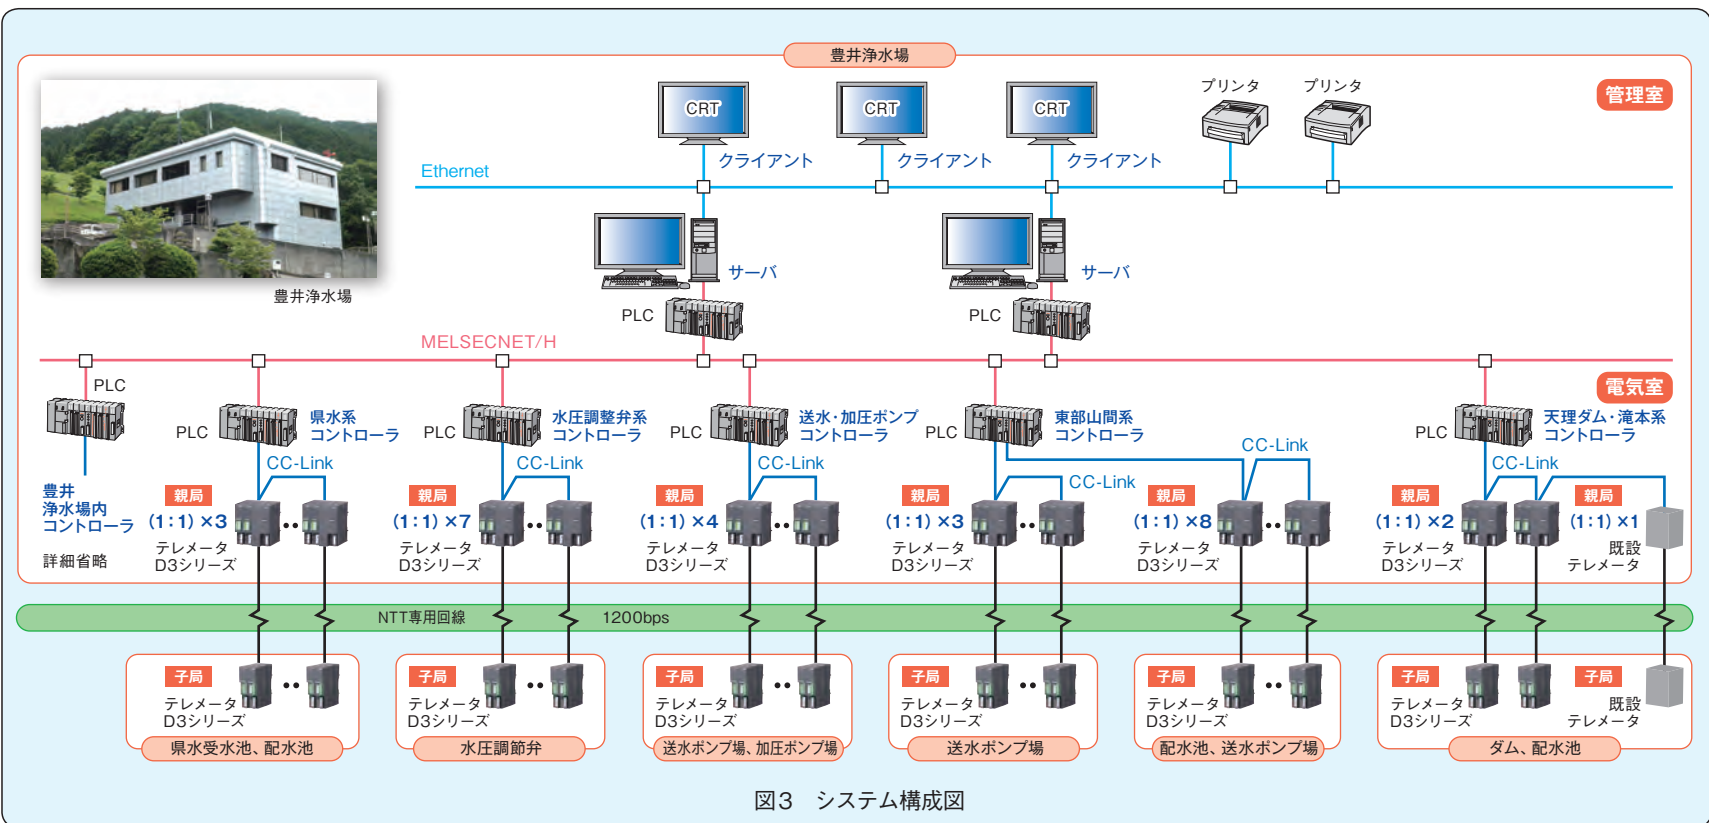 豊井浄水場
管理室
CRT
CRT
CRT
プリンタ
プリンタ
クライアント
クライアント
クライアント
Ethernet
豊井浄水場
サーバ
サーバ
PLC
PLC
MELSECNET/H
電気室
PLC
豊井
浄水場内
コントローラ
詳細省略
PLC
県水系
コントローラ
CC-Link
親局
(1:1)×3
テレメータ
D3シリーズ
PLC
水圧調整弁系
コントローラ
CC-Link
親局
(1:1)×7
テレメータ
D3シリーズ
PLC
送水・加圧ポンプ
コントローラ
CC-Link
親局
(1:1)×4
テレメータ
D3シリーズ
PLC
東部山間系
コントローラ
CC-Link
CC-Link
親局
(1:1)×3
テレメータ
D3シリーズ
親局
(1:1)×8
テレメータ
D3シリーズ
PLC
天理ダム・滝本系
コントローラ
CC-Link
親局
(1:1)×2
テレメータ
D3シリーズ
親局
(1:1)×1
既設
テレメータ
NTT専用回線
1200bps
子局
テレメータ
D3シリーズ
県水受水池、配水池
子局
テレメータ
D3シリーズ
水圧調節弁
子局
テレメータ
D3シリーズ
送水ポンプ場、加圧ポンプ場
子局
テレメータ
D3シリーズ
送水ポンプ場
子局
テレメータ
D3シリーズ
配水池、送水ポンプ場
子局
テレメータ
D3シリーズ
子局
既設
テレメータ
ダム、配水池
図3 システム構成図